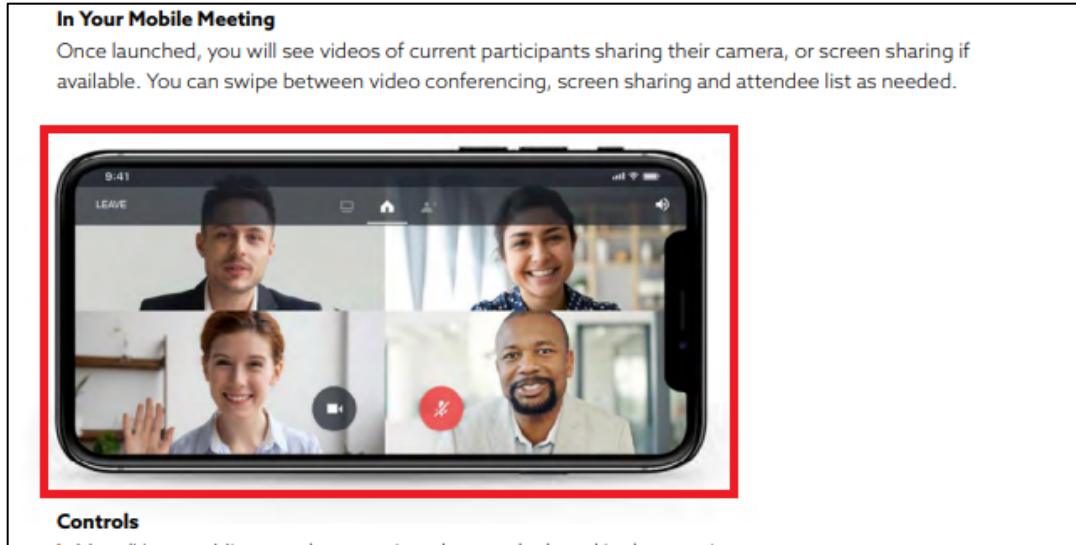 In Your Mobile Meeting
Once launched, you will see videos of current participants sharing their camera, or screen sharing if
available. You can swipe between video conferencing, screen sharing and attendee list as needed.
9:41
LEAVE
Controls